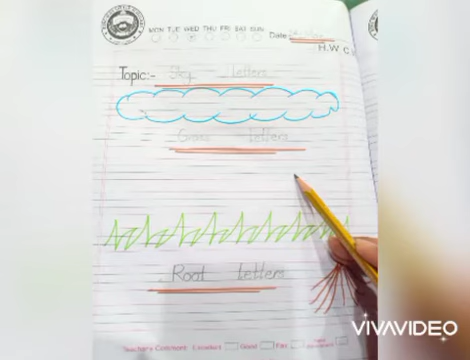 MON TUE WED THU FRI SAT SUN
Date
H.W C
Topic:- Sky Letters
Grass Letters
Root Letters
Teacher's Comment: Excellent Good Fair
VIVAVIDEO